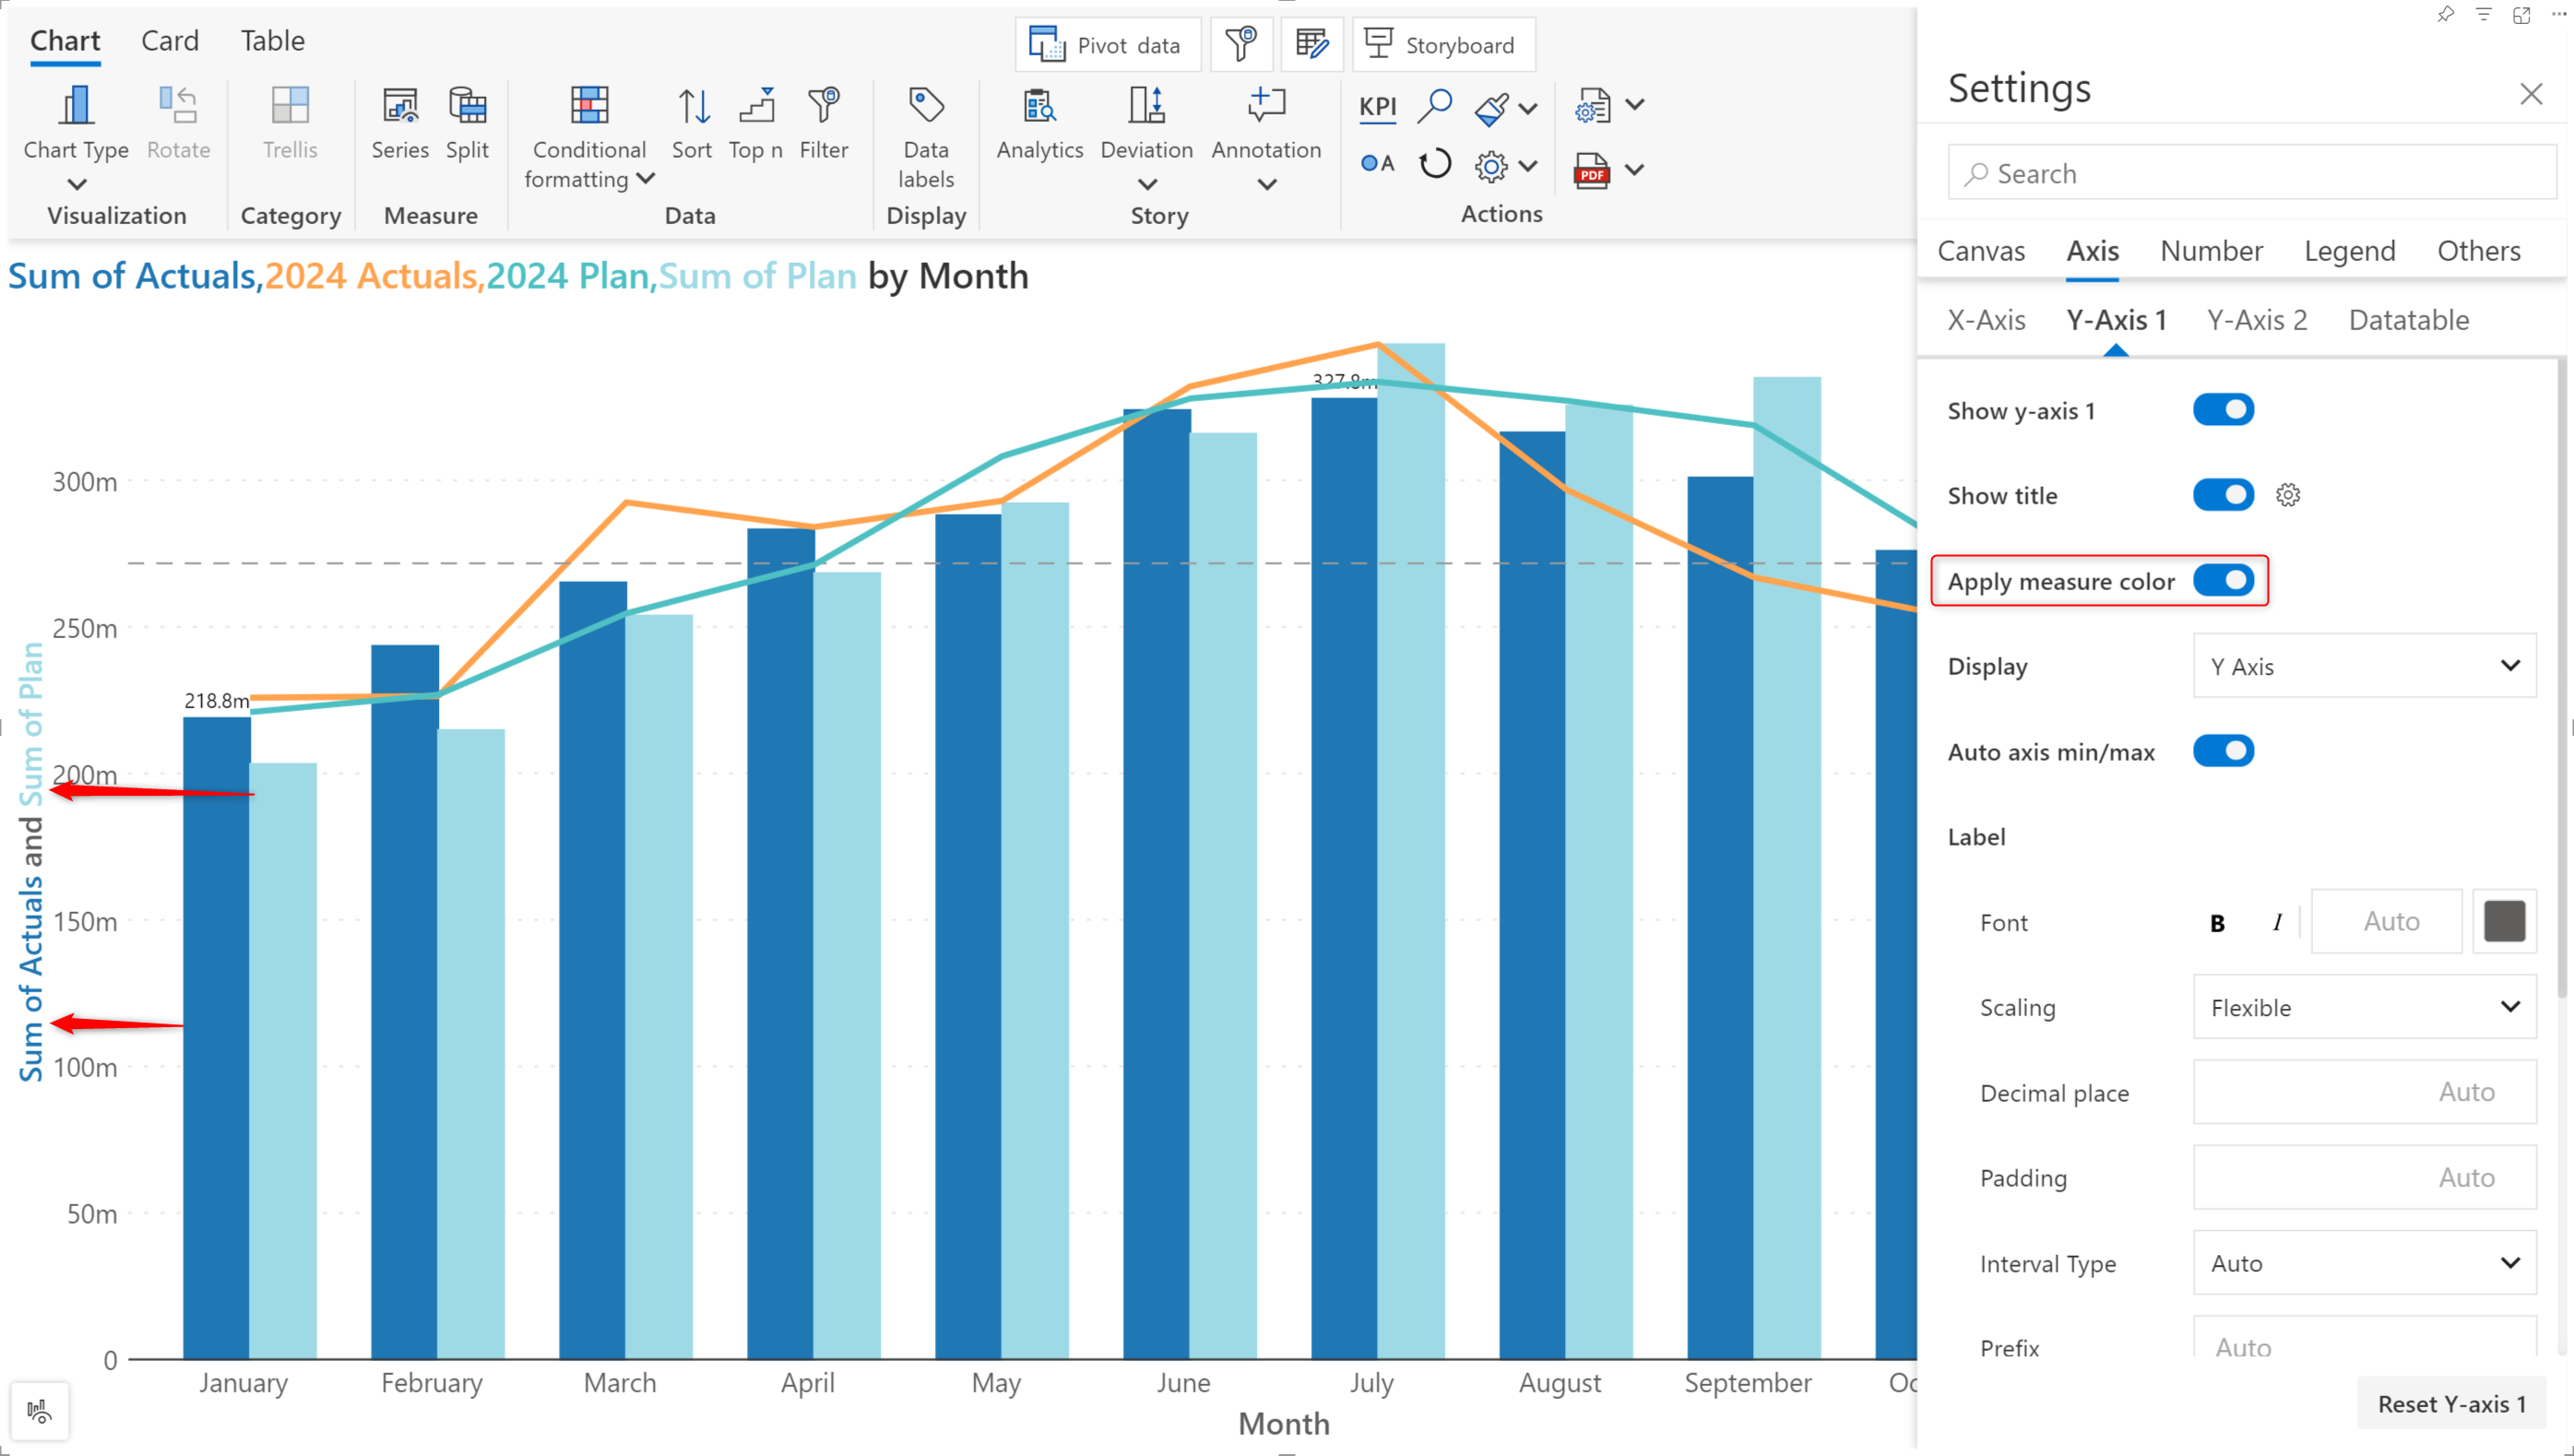 Chart Card Table
Pivot data
Storyboard
Chart Type
Rotate
Trellis
Series
Split
Conditional formatting
Sort
Top n
Filter
Data labels
Analytics
Deviation
Annotation
KPI
A
PDF
Visualization
Category
Measure
Data
Display
Story
Actions
Sum of Actuals,2024 Actuals,2024 Plan,Sum of Plan by Month
Sum of Actuals and Sum of Plan
300m
250m
200m
150m
100m
50m
0
218.8m
327.8m
January February March April May June July August September
Month
Settings
Search
Canvas Axis Number Legend Others
X-Axis Y-Axis 1 Y-Axis 2 Datatable
Show y-axis 1
Show title
Apply measure color
Display Y Axis
Auto axis min/max
Label
Font B I Auto
Scaling Flexible
Decimal place Auto
Padding Auto
Interval Type Auto
Prefix Auto
Reset Y-axis 1